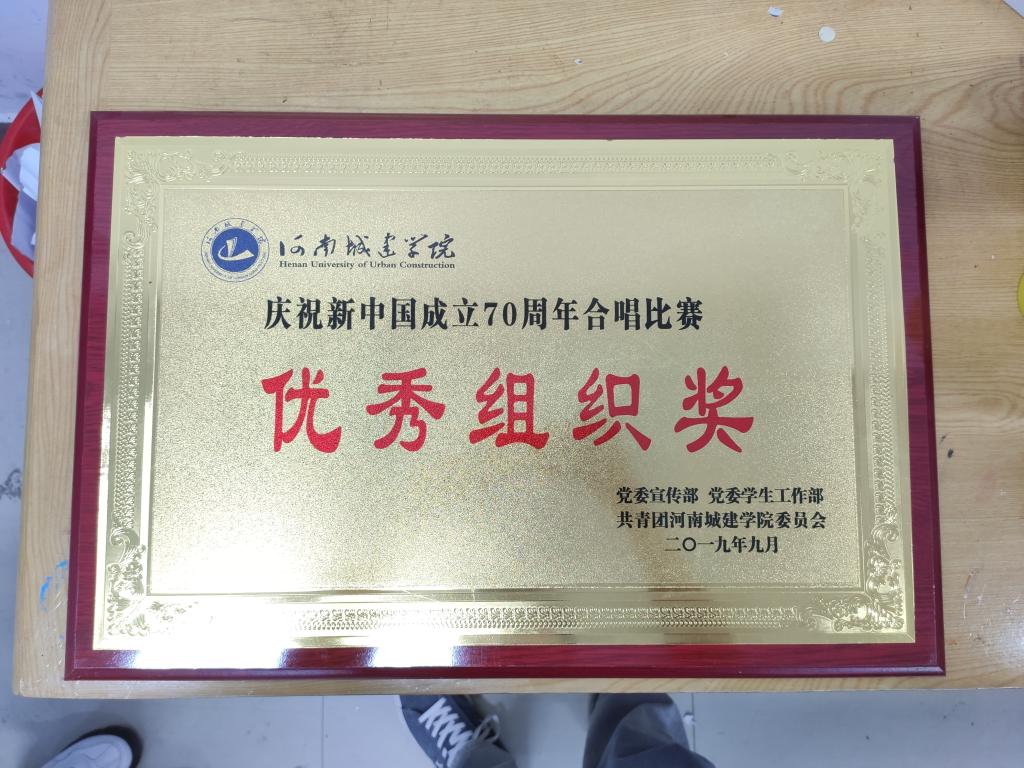 河南城建学院
Henan University of Urban Construction
庆祝新中国成立70周年合唱比赛
优秀组织奖
党委宣传部 党委学生工作部
共青团河南城建学院委员会
二〇一九年九月